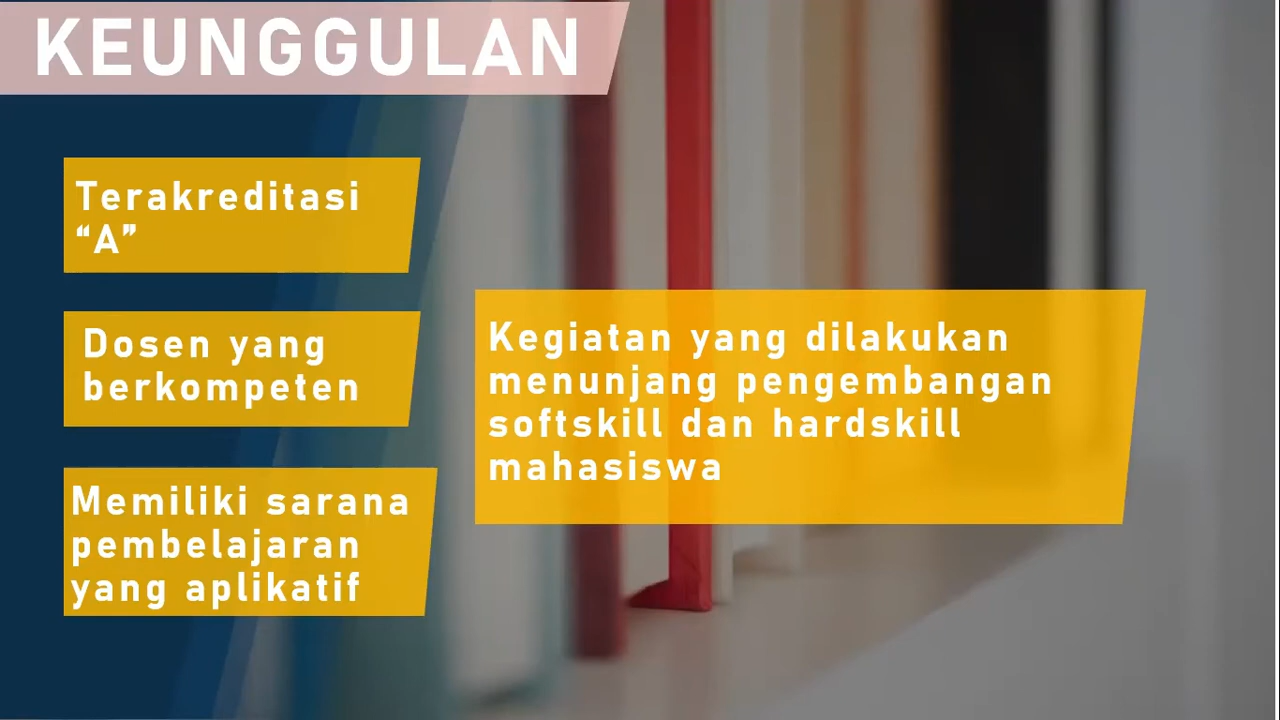 KEUNGGULAN
Terakreditasi
“A”
Dosen yang
berkompeten
Memiliki sarana
pembelajaran
yang aplikatif
Kegiatan yang dilakukan
menunjang pengembangan
softskill dan hardskill
mahasiswa